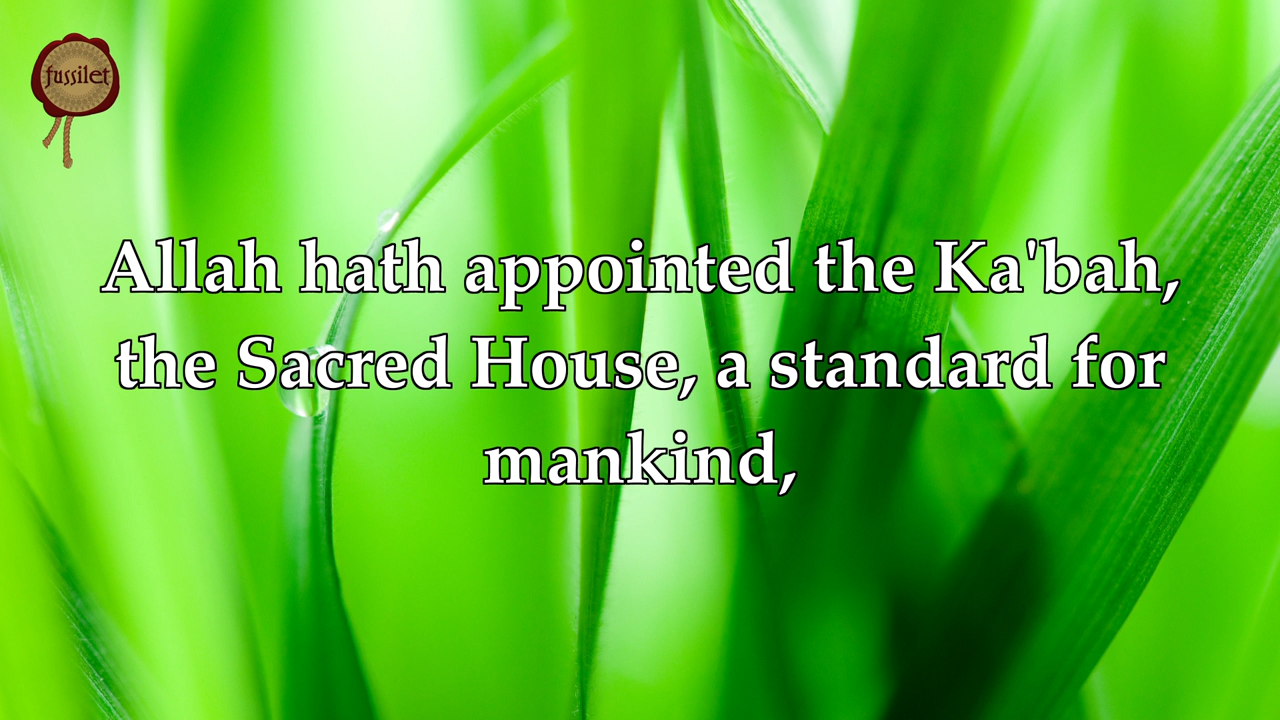 fussilet
Allah hath appointed the Ka'bah,
the Sacred House, a standard for
mankind,